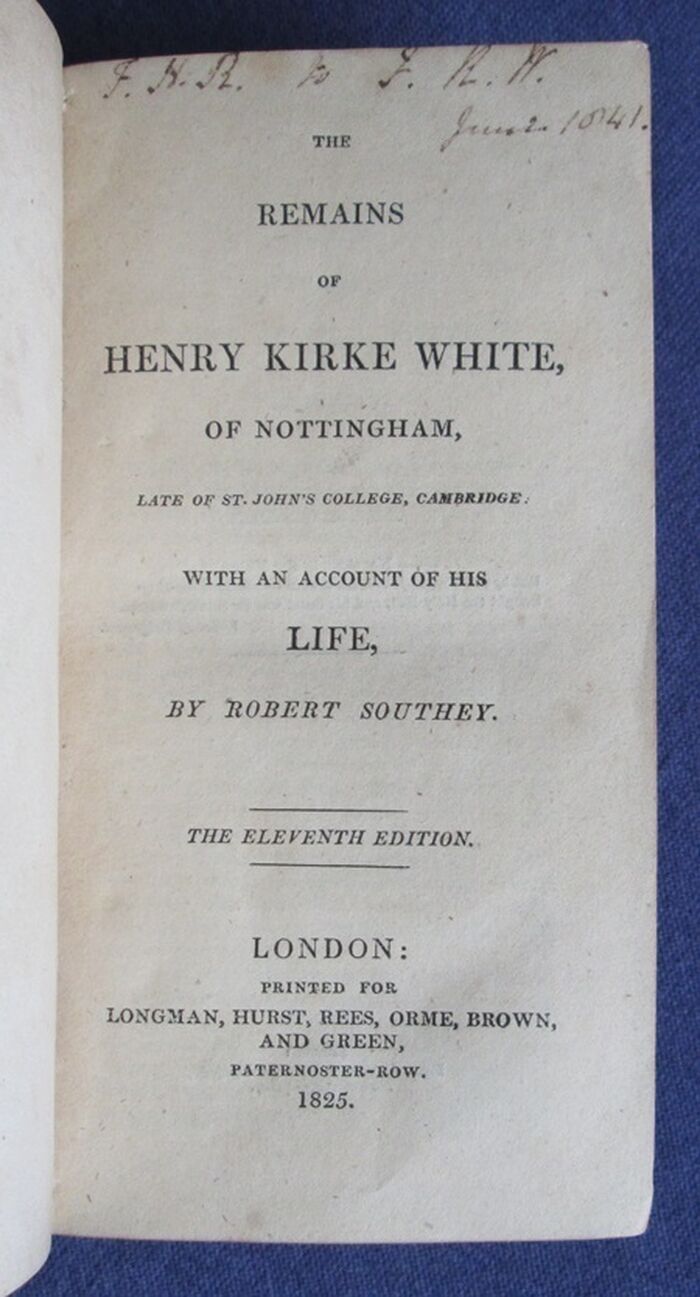 F. H. R. to F. R. W.
June 2. 1841.
THE
REMAINS
OF
HENRY KIRKE WHITE,
OF NOTTINGHAM,
LATE OF ST. JOHN'S COLLEGE, CAMBRIDGE:
WITH AN ACCOUNT OF HIS
LIFE,
BY ROBERT SOUTHEY.
THE ELEVENTH EDITION.
LONDON:
PRINTED FOR
LONGMAN, HURST, REES, ORME, BROWN,
AND GREEN,
PATERNOSTER-ROW.
1825.